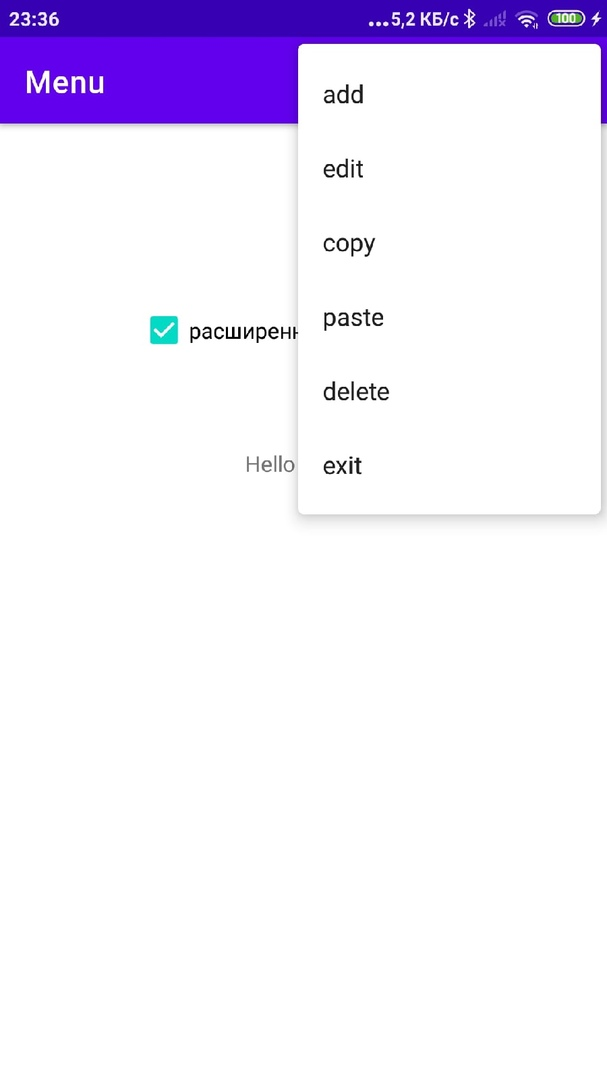 23:36
...5,2 КБ/с
100
Menu
add
edit
copy
paste
delete
exit
расширенн
Hello